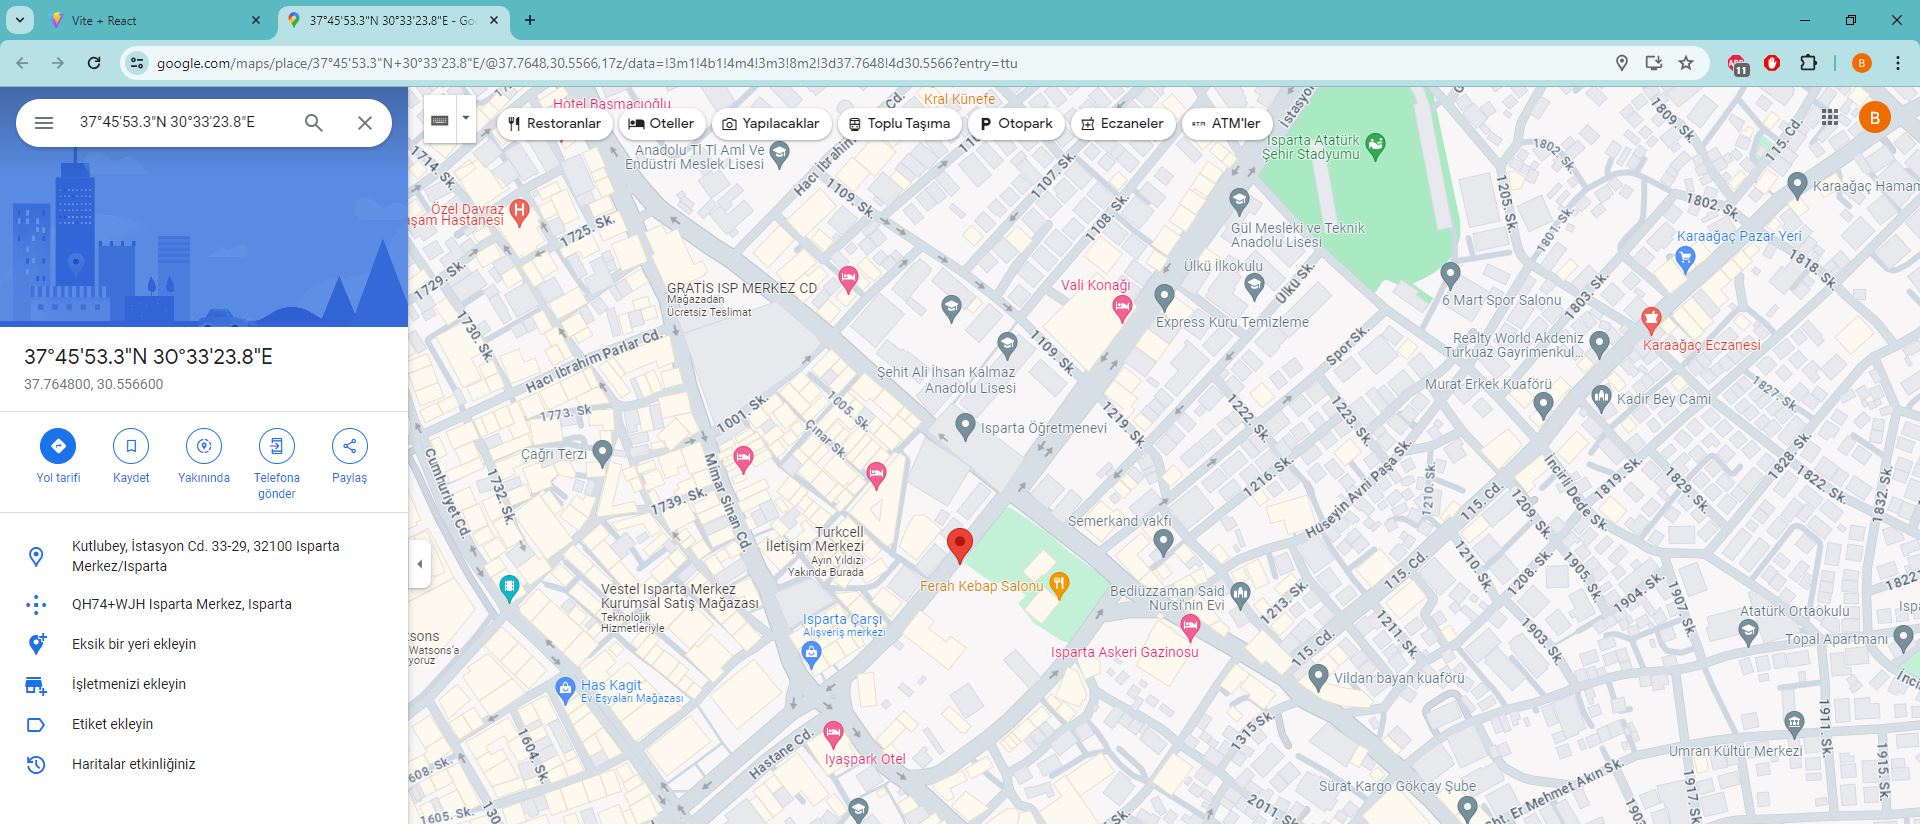 Vite + React
37°45'53.3"N 30°33'23.8"E - Go
google.com/maps/place/37°45'53.3"N+30°33'23.8"E/@37.7648,30.5566,17z/data=!3m1!4b1!4m4!3m3!8m2!3d37.7648!4d30.5566?entry=ttu
11
B
37°45'53.3"N 30°33'23.8"E
Restoranlar
Oteller
Yapılacaklar
Toplu Taşıma
Otopark
Eczaneler
ATM'ler
B
37°45'53.3"N 30°33'23.8"E
37.764800, 30.556600
Yol tarifi
Kaydet
Yakınında
Telefona
gönder
Paylaş
Kutlubey, İstasyon Cd. 33-29, 32100 Isparta
Merkez/Isparta
QH74+WJH Isparta Merkez, Isparta
Eksik bir yeri ekleyin
İşletmenizi ekleyin
Etiket ekleyin
Haritalar etkinliğiniz
Hotel Basmacıoğlu
Kral Künefe
İstasyon
1809. Sk.
115. Cd.
1714. Sk.
Anadolu Tl Tl Aml Ve
Endüstri Meslek Lisesi
Hacı İbrahim
1109. Sk.
1107. Sk.
Isparta Atatürk
Şehir Stadyumu
1802. Sk.
Karaağaç Hamam
Özel Davraz
aşam Hastanesi
1725. Sk.
1108. Sk.
Gül Mesleki ve Teknik
Anadolu Lisesi
1205. Sk.
1802. Sk.
1801. Sk.
Karaağaç Pazar Yeri
1818. Sk.
1729. Sk.
GRATİS ISP MERKEZ CD
Mağazadan
Ücretsiz Teslimat
Vali Konağı
Ülkü İlkokulu
Ülkü Sk.
6 Mart Spor Salonu
1803. Sk.
1730. Sk.
Express Kuru Temizleme
1109. Sk.
Spor Sk.
Realty World Akdeniz
Turkuaz Gayrimenkul...
Karaağaç Eczanesi
Hacı İbrahim Parlar Cd.
Şehit Ali İhsan Kalmaz
Anadolu Lisesi
Murat Erkek Kuaförü
Kadir Bey Cami
1827. Sk.
1773. Sk
1001. Sk.
1005. Sk.
Çınar Sk.
1219. Sk.
1222. Sk.
1223. Sk.
Isparta Öğretmenevi
Çağrı Terzi
Cumhuriyet Cd.
1732. Sk.
Mimar Sinan Cd.
1739. Sk.
1216. Sk.
Hüseyin Avni Paşa Sk.
1210. Sk.
115. Cd.
İncirli Dede Sk.
1209. Sk.
1819. Sk.
1829. Sk.
1828. Sk.
1822. Sk.
1832. Sk.
Turkcell
İletişim Merkezi
Ayın Yıldızı
Yakında Burada
Semerkand vakfı
Ferah Kebap Salonu
Vestel Isparta Merkez
Kurumsal Satış Mağazası
Teknolojik
Hizmetleriyle
Isparta Çarşı
Alışveriş merkezi
Bediüzzaman Said
Nursi'nin Evi
1213. Sk.
115. Cd.
1211. Sk.
1208. Sk.
1905. Sk.
1904. Sk.
1903. Sk.
1907. Sk.
1822
Atatürk Ortaokulu
Topal Apartmanı
Ispa
tsons
Watsons'a
yoruz
Isparta Askeri Gazinosu
115. Cd.
Vildan bayan kuaförü
Has Kagit
Ev Eşyaları Mağazası
İnci
1604. Sk.
Hastane Cd.
Iyaşpark Otel
1315 Sk.
1911. Sk.
Umran Kültür Merkezi
1915. Sk.
1917. Sk.
608. Sk.
Sürat Kargo Gökçay Şube
Şht. Er Mehmet Akın Sk.
1605. Sk.
130
2011. Sk.